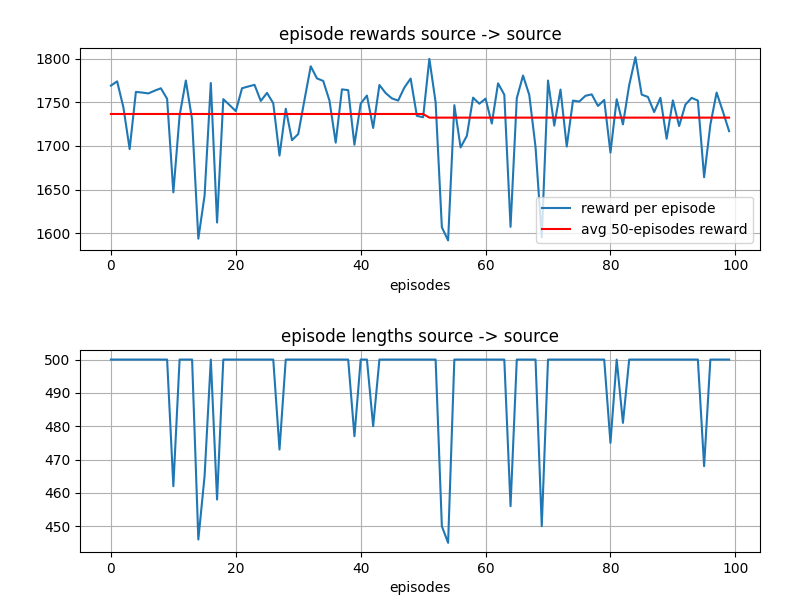 episode rewards source -> source
1800
1750
1700
1650
1600
reward per episode
avg 50-episodes reward
0 20 40 60 80 100
episodes
episode lengths source -> source
500
490
480
470
460
450
0 20 40 60 80 100
episodes